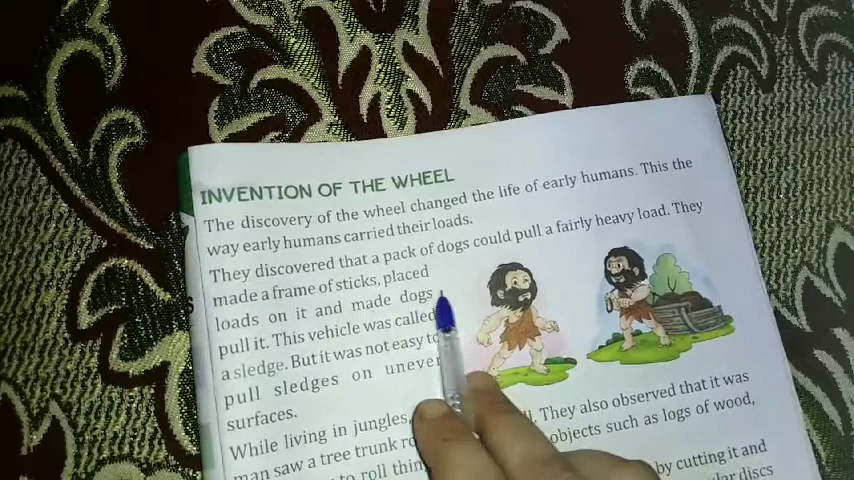 INVENTION OF THE WHEEL
The discovery of the wheel changed the life of early humans. This the
way early humans carried their loads.
They discovered that a pack of dogs could pull a fairly heavy load. They
made a frame of sticks, placed
loads on it and made dogs
pull it. This vehicle was called
a sledge. But it was not easy to
pull sledges on uneven
surfaces.
While living in jungles, They also observed that it was
man saw a tree trunk object such as logs of wood,
to roll by cutting it and
discs